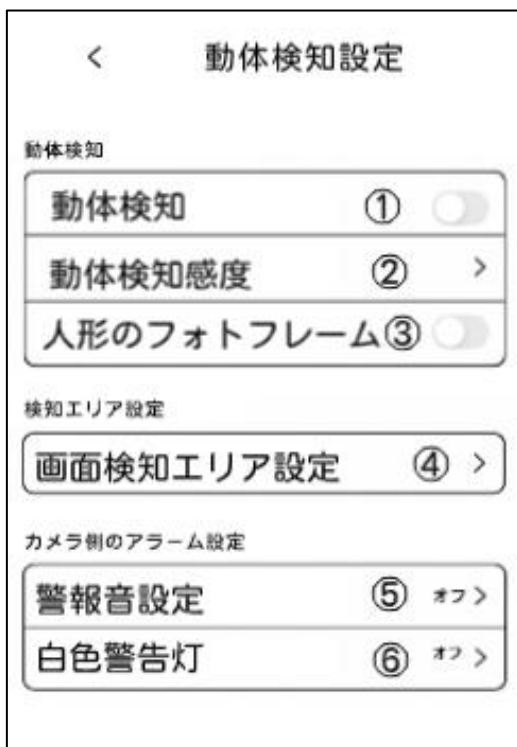 < 動体検知設定
動体検知
動体検知 ①
動体検知感度 ② >
人形のフォトフレーム③
検知エリア設定
画面検知エリア設定 ④ >
カメラ側のアラーム設定
警報音設定 ⑤ オフ >
白色警告灯 ⑥ オフ >